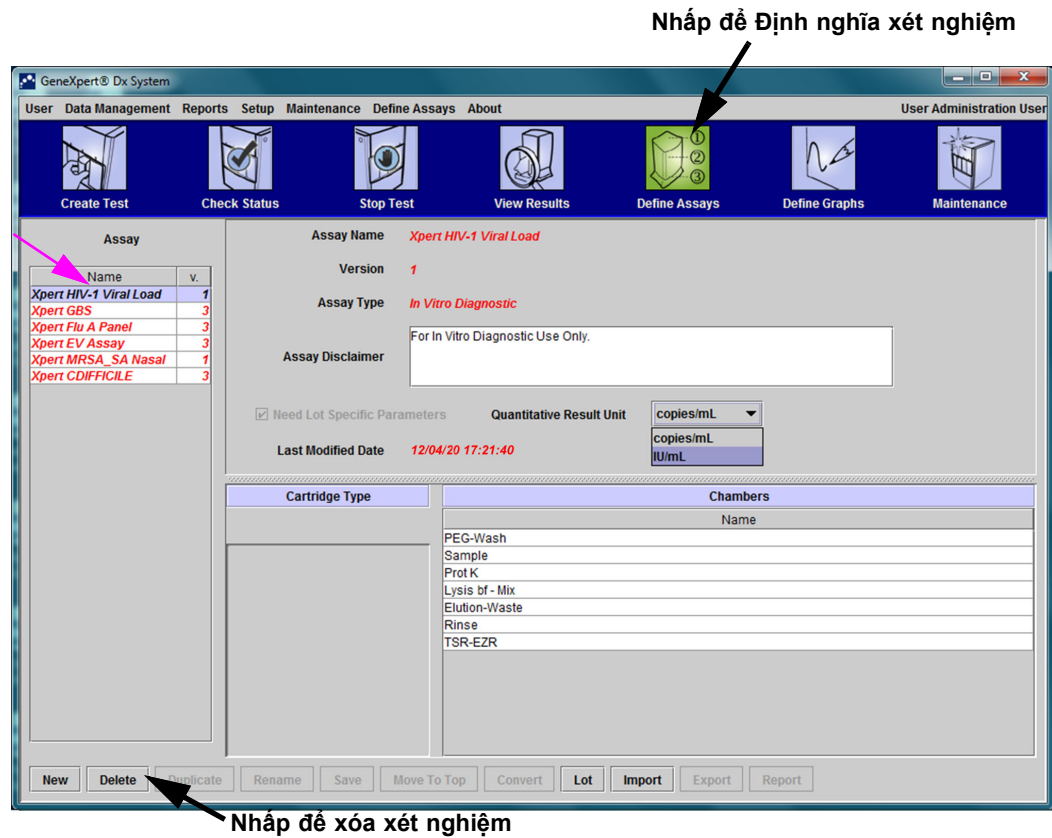 Nhấp để Định nghĩa xét nghiệm
GeneXpert® Dx System
User Data Management Reports Setup Maintenance Define Assays About User Administration User
① ② ③
Create Test Check Status Stop Test View Results Define Assays Define Graphs Maintenance
Assay
Name v.
Xpert HIV-1 Viral Load 1
Xpert GBS 3
Xpert Flu A Panel 3
Xpert EV Assay 3
Xpert MRSA_SA Nasal 1
Xpert CDIFFICILE 3
Assay Name Xpert HIV-1 Viral Load
Version 1
Assay Type In Vitro Diagnostic
Assay Disclaimer For In Vitro Diagnostic Use Only.
Need Lot Specific Parameters Quantitative Result Unit copies/mL
copies/mL
IU/mL
Last Modified Date 12/04/20 17:21:40
Cartridge Type Chambers
Name
PEG-Wash
Sample
Prot K
Lysis bf - Mix
Elution-Waste
Rinse
TSR-EZR
New Delete Duplicate Rename Save Move To Top Convert Lot Import Export Report
Nhấp để xóa xét nghiệm